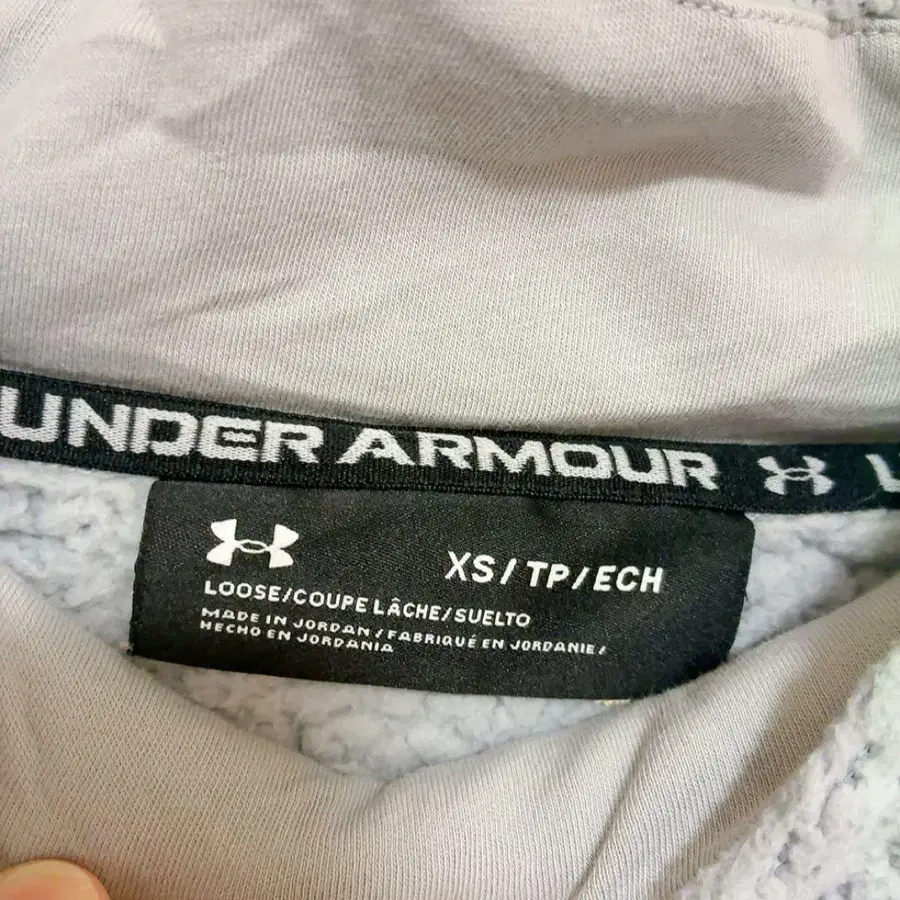 UNDER ARMOUR
XS/TP/ECH
LOOSE/COUPE LÂCHE/SUELTO
MADE IN JORDAN/FABRIQUÉ EN JORDANIE/
HECHO EN JORDANIA